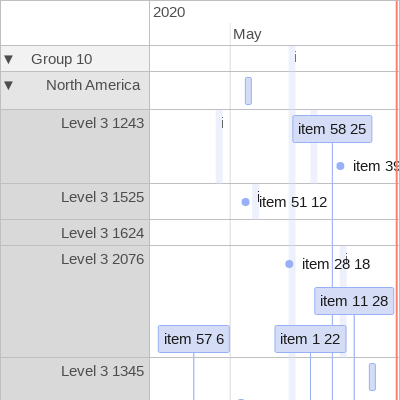 2020
May
▼ Group 10
i
▼ North America
Level 3 1243
i
item 58 25
item 39
Level 3 1525
i
item 51 12
Level 3 1624
Level 3 2076
i
item 28 18
item 11 28
item 57 6
item 1 22
Level 3 1345